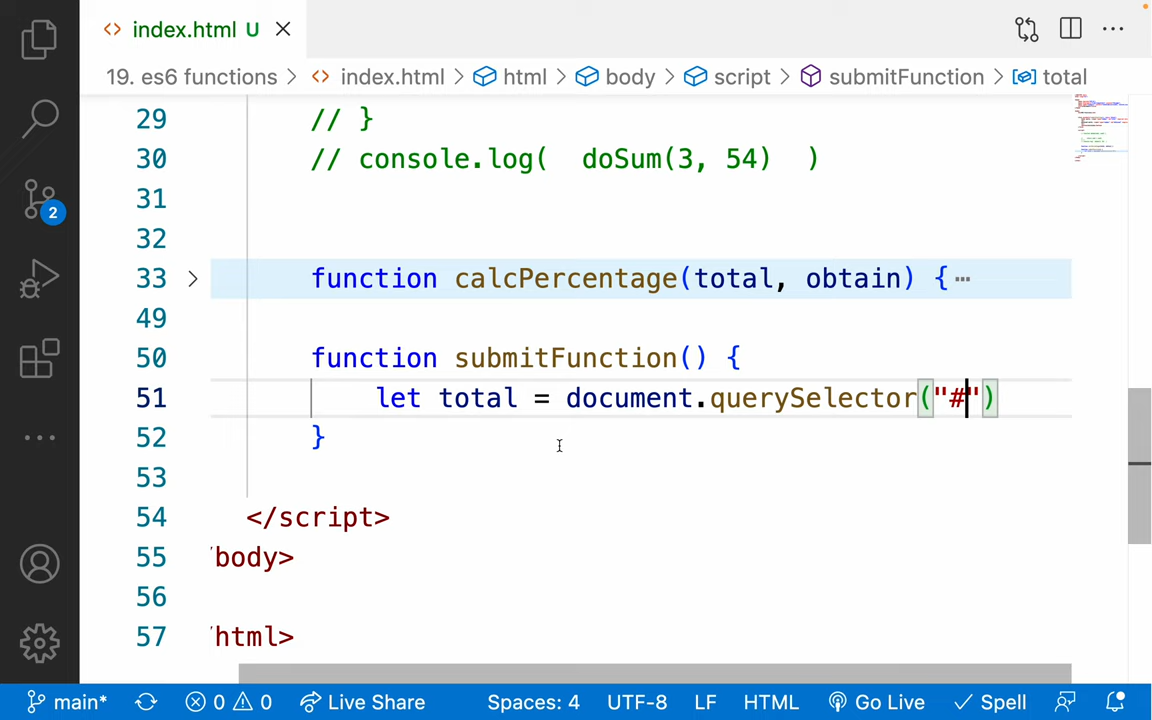 index.html U
19. es6 functions > index.html > html > body > script > submitFunction > total
29 // }
30 // console.log(  doSum(3, 54)  )
31
32
33 function calcPercentage(total, obtain) {
49
50 function submitFunction() {
51 let total = document.querySelector("#")
52 }
53
54 </script>
55 body>
56
57 html>
2
main* 0 0 Live Share Spaces: 4 UTF-8 LF HTML Go Live Spell